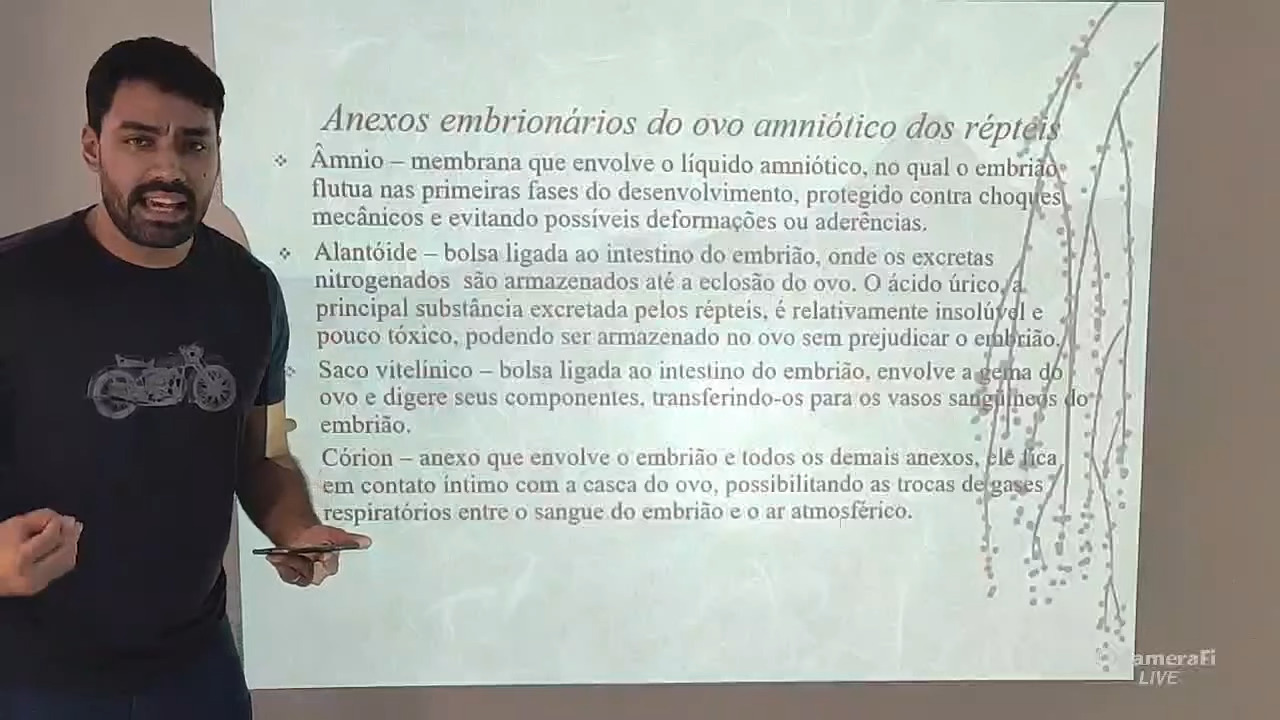 Anexos embrionários do ovo amniótico dos répteis
Âmnio – membrana que envolve o líquido amniótico, no qual o embrião
flutua nas primeiras fases do desenvolvimento, protegido contra choques
mecânicos e evitando possíveis deformações ou aderências.
Alantóide – bolsa ligada ao intestino do embrião, onde os excretas
nitrogenados são armazenados até a eclosão do ovo. O ácido úrico, a
principal substância excretada pelos répteis, é relativamente insolúvel e
pouco tóxico, podendo ser armazenado no ovo sem prejudicar o embrião.
Saco vitelínico – bolsa ligada ao intestino do embrião, envolve a gema do
ovo e digere seus componentes, transferindo-os para os vasos sanguíneos do
embrião.
Córion – anexo que envolve o embrião e todos os demais anexos, ele fica
em contato íntimo com a casca do ovo, possibilitando as trocas de gases
respiratórios entre o sangue do embrião e o ar atmosférico.
ameraFi
LIVE